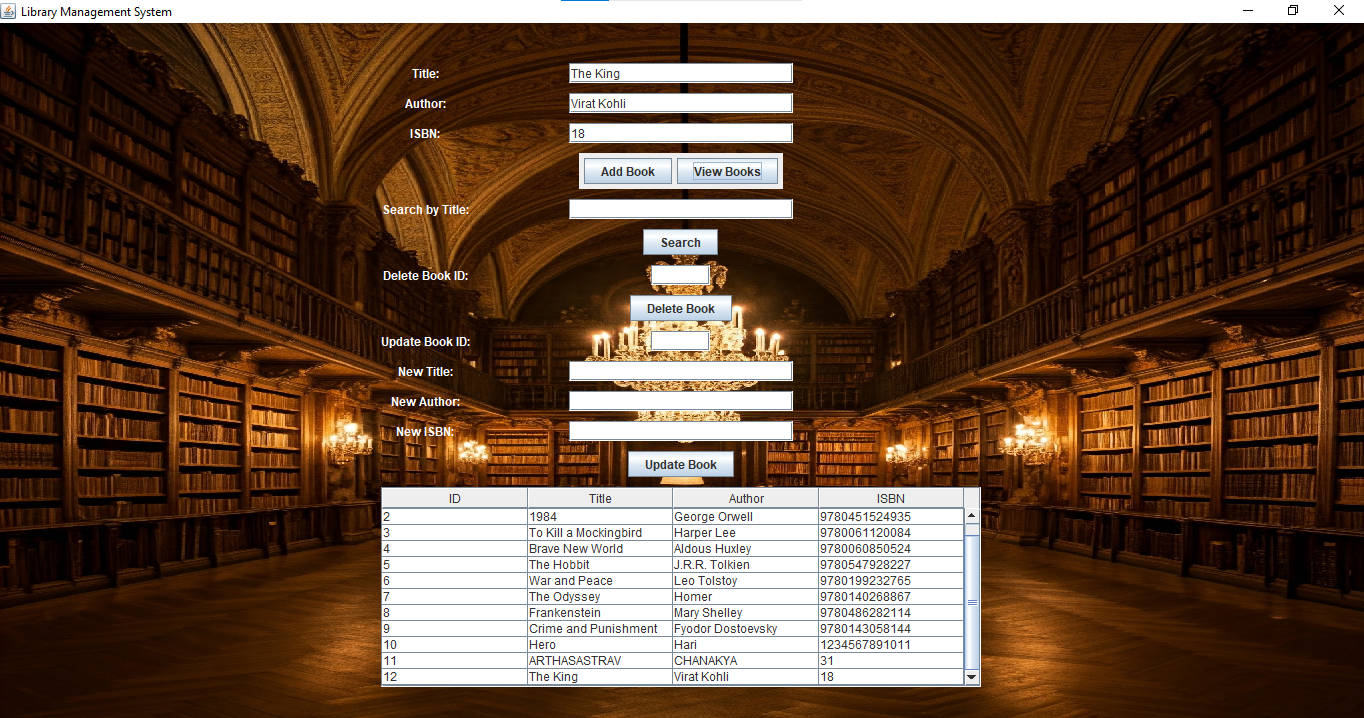 Library Management System
Title: The King
Author: Virat Kohli
ISBN: 18
Add Book View Books
Search by Title:
Search
Delete Book ID:
Delete Book
Update Book ID:
New Title:
New Author:
New ISBN:
Update Book
ID Title Author ISBN
2 1984 George Orwell 9780451524935
3 To Kill a Mockingbird Harper Lee 9780061120084
4 Brave New World Aldous Huxley 9780060850524
5 The Hobbit J.R.R. Tolkien 9780547928227
6 War and Peace Leo Tolstoy 9780199232765
7 The Odyssey Homer 9780140268867
8 Frankenstein Mary Shelley 9780486282114
9 Crime and Punishment Fyodor Dostoevsky 9780143058144
10 Hero Hari 1234567891011
11 ARTHASASTRAV CHANAKYA 31
12 The King Virat Kohli 18